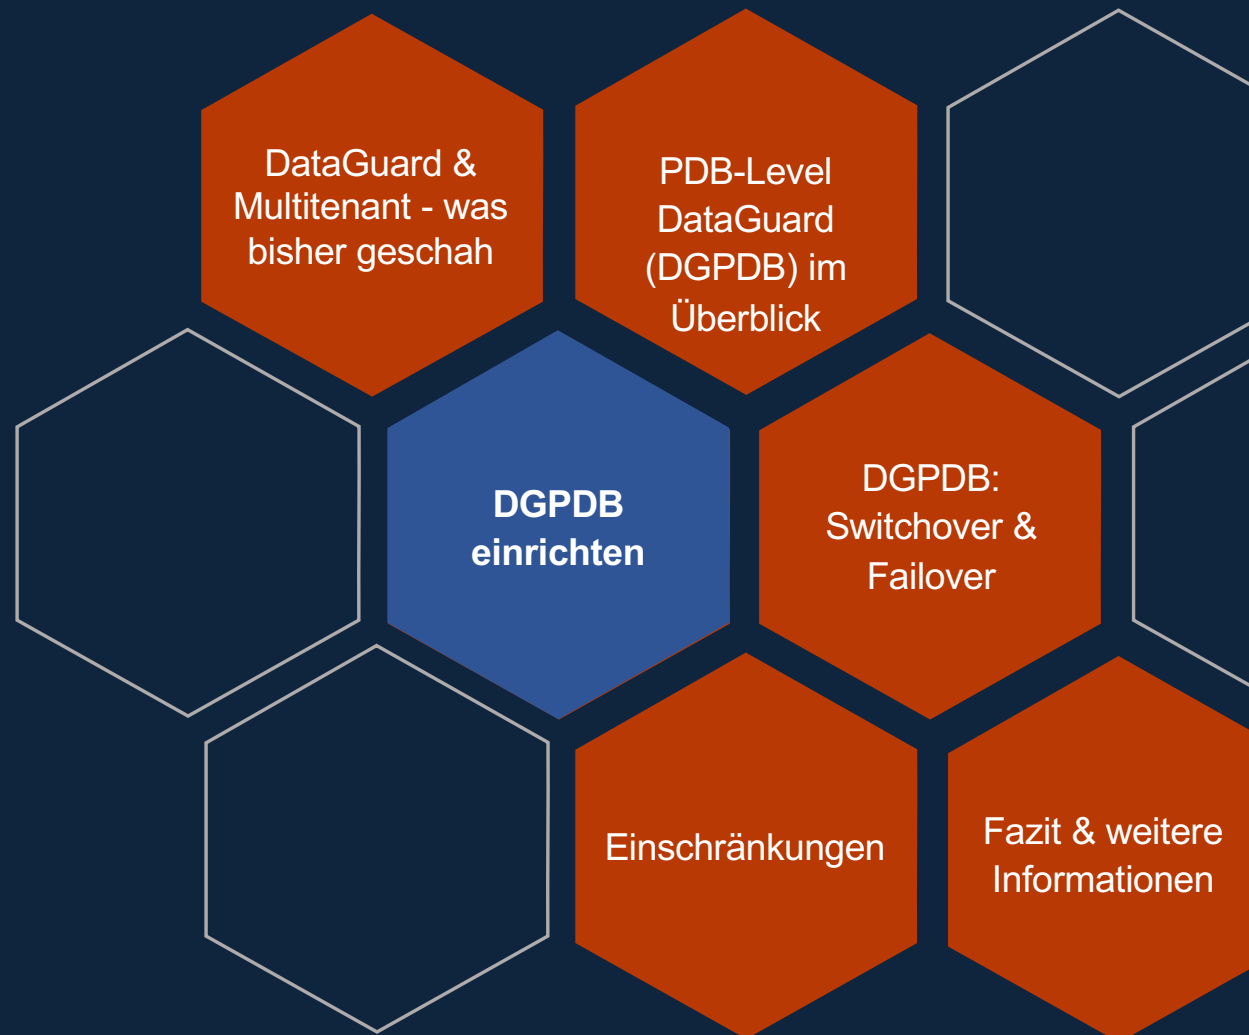 DataGuard &
Multitenant - was
bisher geschah
PDB-Level
DataGuard
(DGPDB) im
Überblick
DGPDB
einrichten
DGPDB:
Switchover &
Failover
Einschränkungen
Fazit & weitere
Informationen